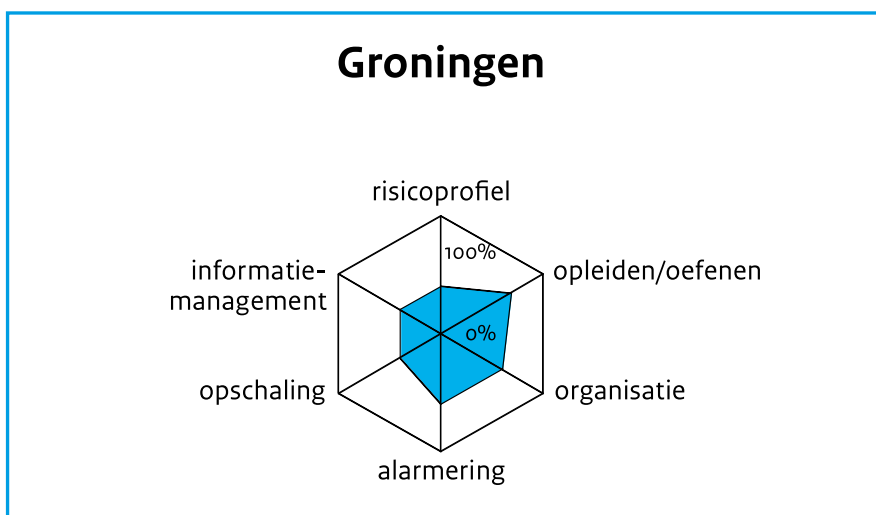 Groningen
risicoprofiel
100%
informatie-
management
opleiden/oefenen
0%
opschaling
organisatie
alarmering